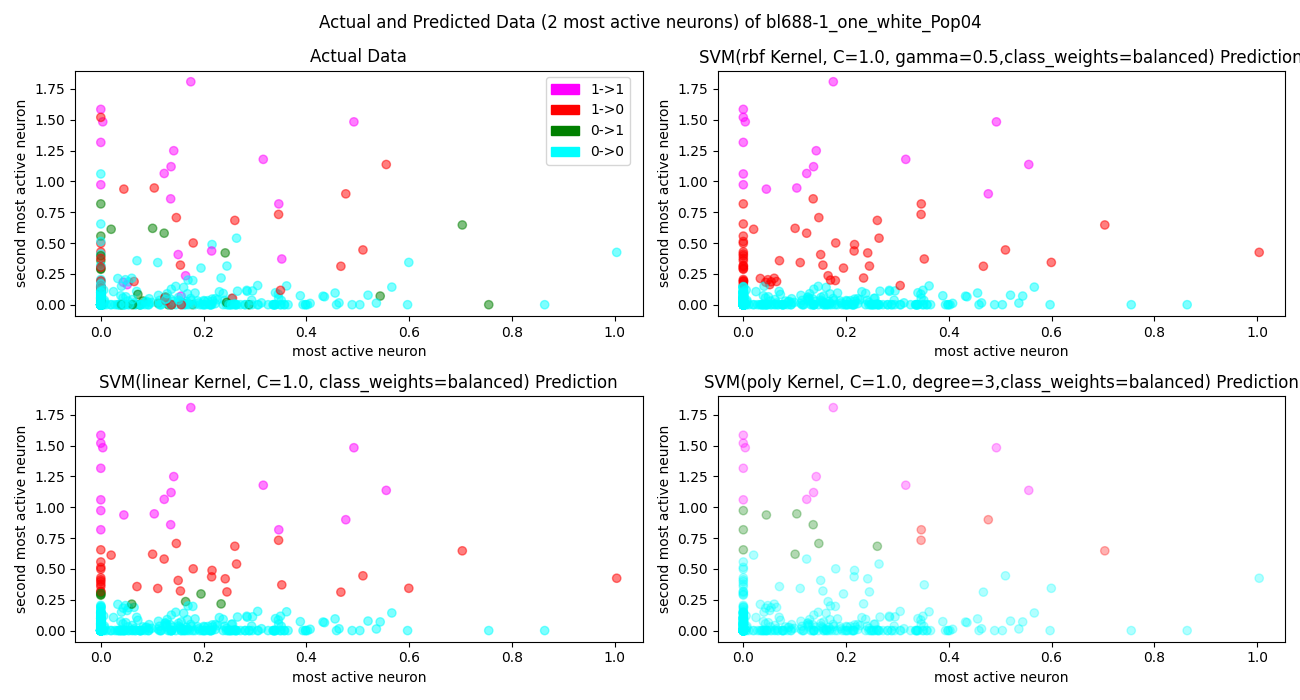 Actual and Predicted Data (2 most active neurons) of bl688-1_one_white_Pop04
Actual Data
1.75
1.50
1.25
1.00
0.75
0.50
0.25
0.00
second most active neuron
0.0 0.2 0.4 0.6 0.8 1.0
most active neuron
1->1
1->0
0->1
0->0
SVM(rbf Kernel, C=1.0, gamma=0.5,class_weights=balanced) Prediction
1.75
1.50
1.25
1.00
0.75
0.50
0.25
0.00
second most active neuron
0.0 0.2 0.4 0.6 0.8 1.0
most active neuron
SVM(linear Kernel, C=1.0, class_weights=balanced) Prediction
1.75
1.50
1.25
1.00
0.75
0.50
0.25
0.00
second most active neuron
0.0 0.2 0.4 0.6 0.8 1.0
most active neuron
SVM(poly Kernel, C=1.0, degree=3,class_weights=balanced) Prediction
1.75
1.50
1.25
1.00
0.75
0.50
0.25
0.00
second most active neuron
0.0 0.2 0.4 0.6 0.8 1.0
most active neuron